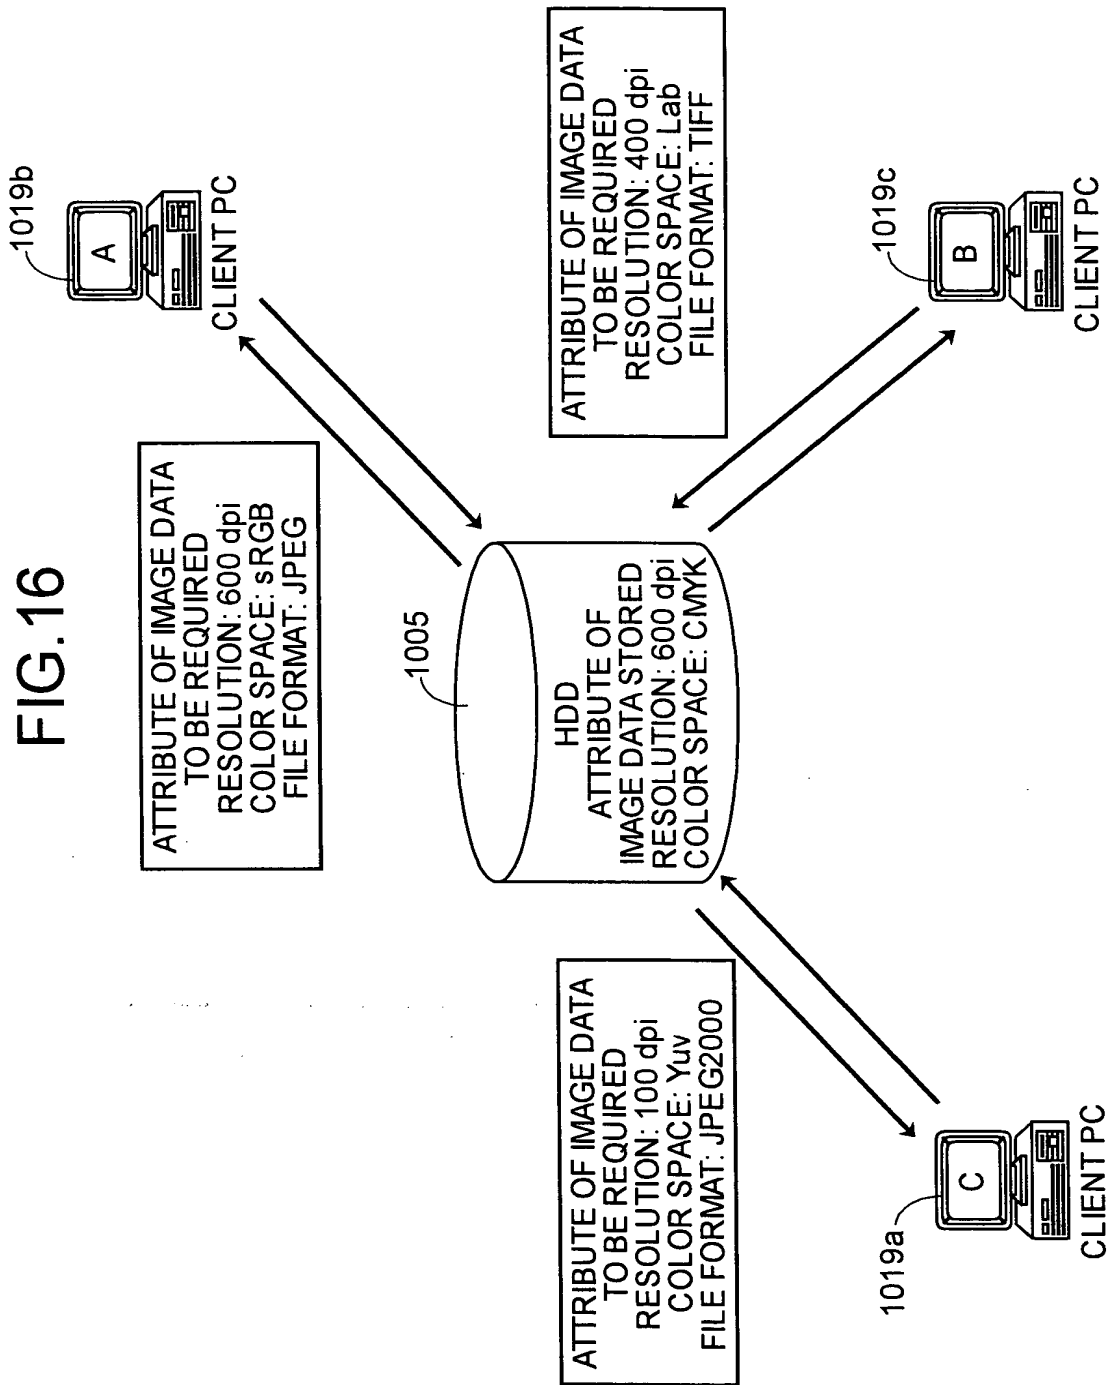 FIG.16
1019b
A
CLIENT PC
ATTRIBUTE OF IMAGE DATA
TO BE REQUIRED
RESOLUTION: 600 dpi
COLOR SPACE: sRGB
FILE FORMAT: JPEG
1005
HDD
ATTRIBUTE OF
IMAGE DATA STORED
RESOLUTION: 600 dpi
COLOR SPACE: CMYK
ATTRIBUTE OF IMAGE DATA
TO BE REQUIRED
RESOLUTION: 400 dpi
COLOR SPACE: Lab
FILE FORMAT: TIFF
1019c
B
CLIENT PC
ATTRIBUTE OF IMAGE DATA
TO BE REQUIRED
RESOLUTION: 100 dpi
COLOR SPACE: Yuv
FILE FORMAT: JPEG2000
1019a
C
CLIENT PC